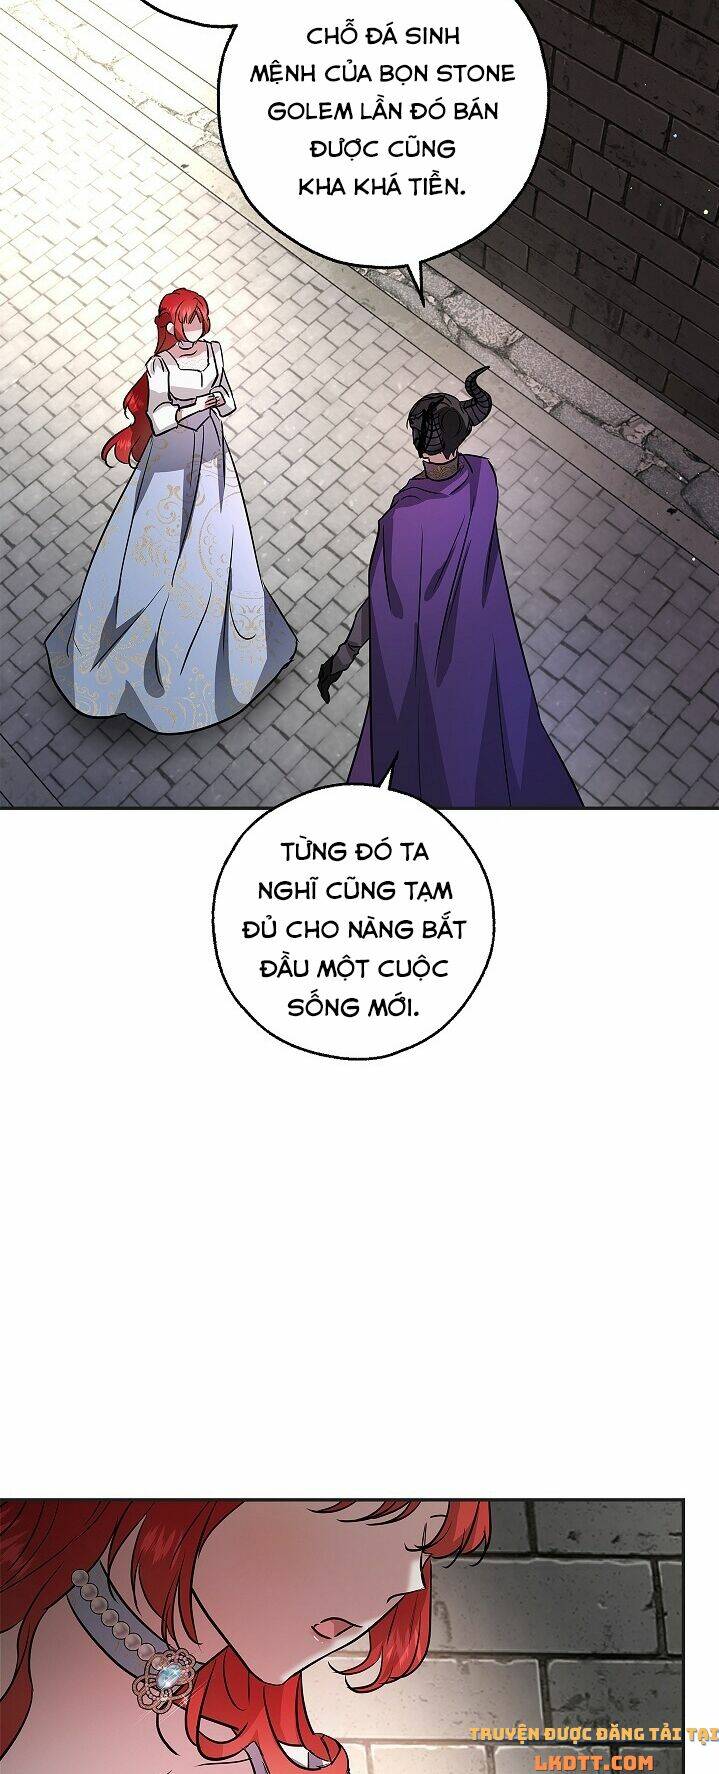 CHỖ ĐÁ SINH
MỆNH CỦA BỌN STONE
GOLEM LẦN ĐÓ BÁN
ĐƯỢC CŨNG
KHA KHÁ TIỀN.
TỪNG ĐÓ TA
NGHĨ CŨNG TẠM
ĐỦ CHO NÀNG BẮT
ĐẦU MỘT CUỘC
SỐNG MỚI.
TRUYỆN ĐƯỢC ĐĂNG TẢI TẠI
LKDTT.COM